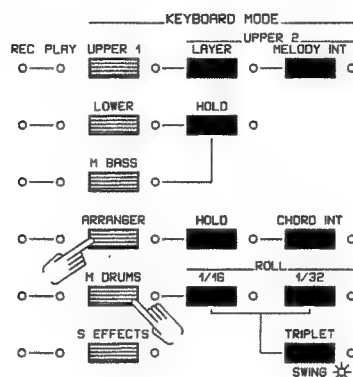 KEYBOARD MODE
UPPER 2
REC PLAY UPPER 1 LAYER MELODY INT
LOWER HOLD
M BASS
ARRANGER HOLD CHORD INT
ROLL
M DRUMS 1/16 1/32
S EFFECTS TRIPLET
SWING